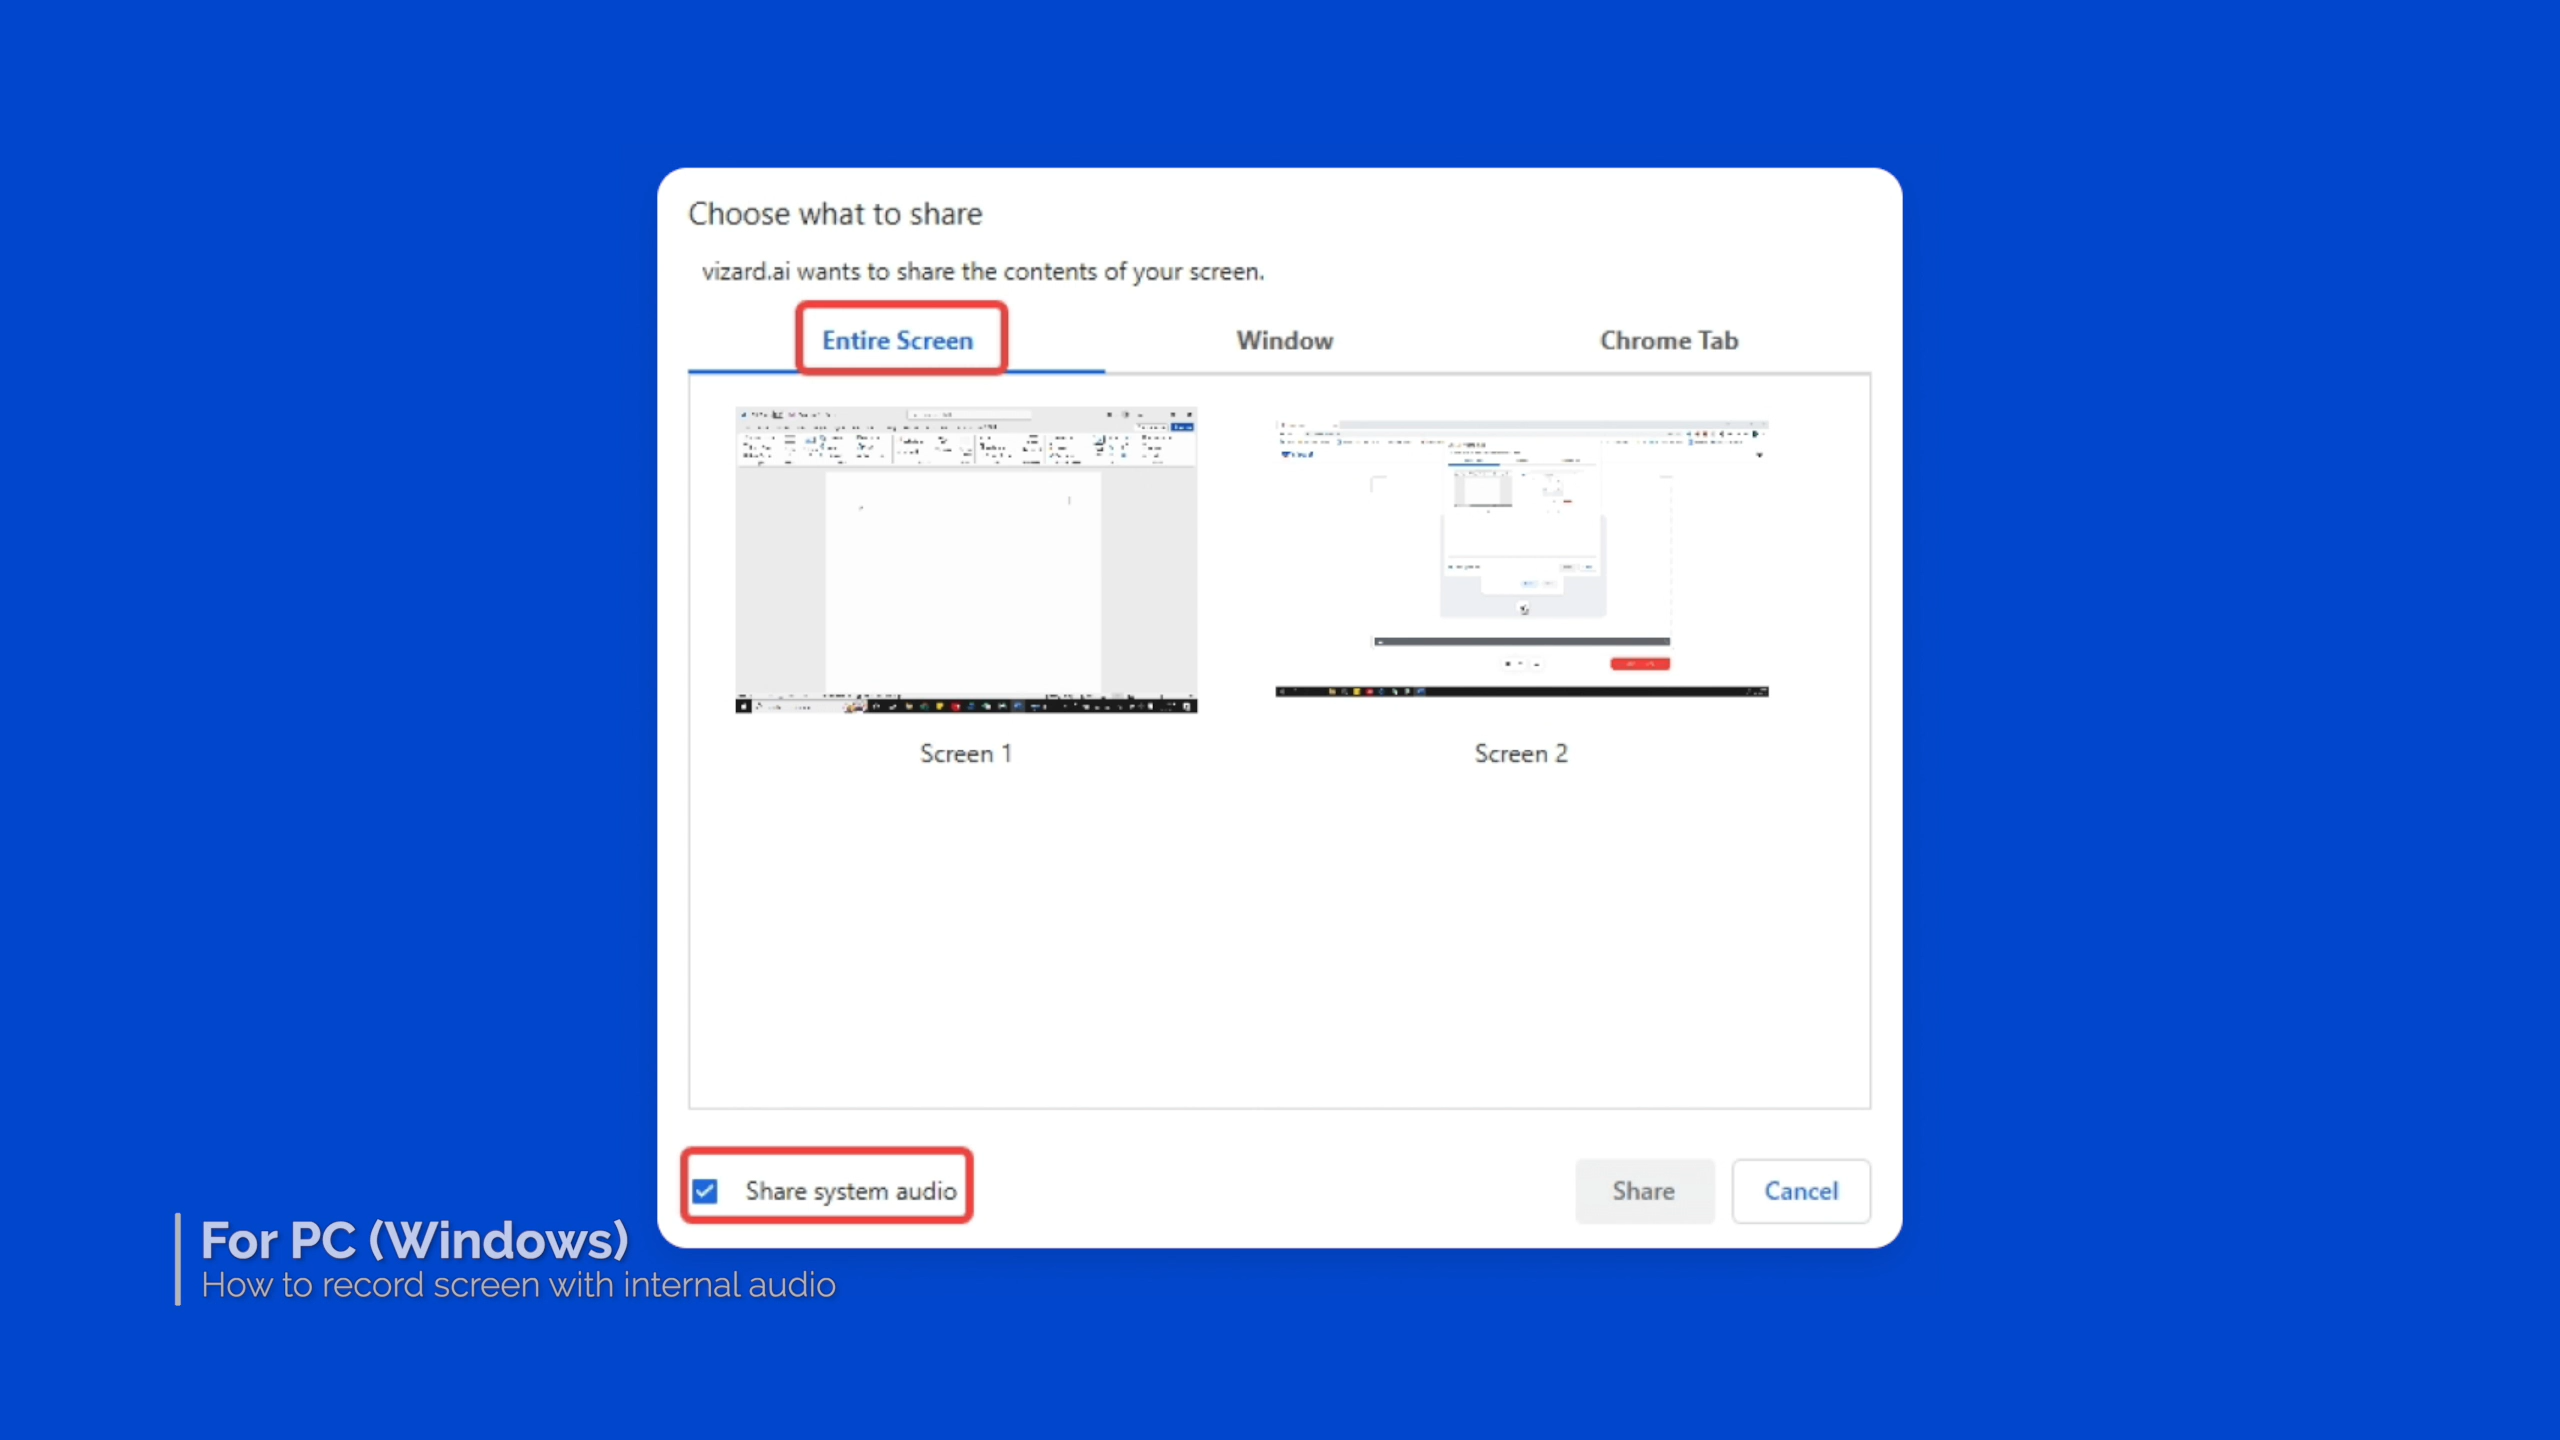 Choose what to share
vizard.ai wants to share the contents of your screen.
Entire Screen
Window
Chrome Tab
Screen 1
Screen 2
Share system audio
Share
Cancel
For PC (Windows)
How to record screen with internal audio